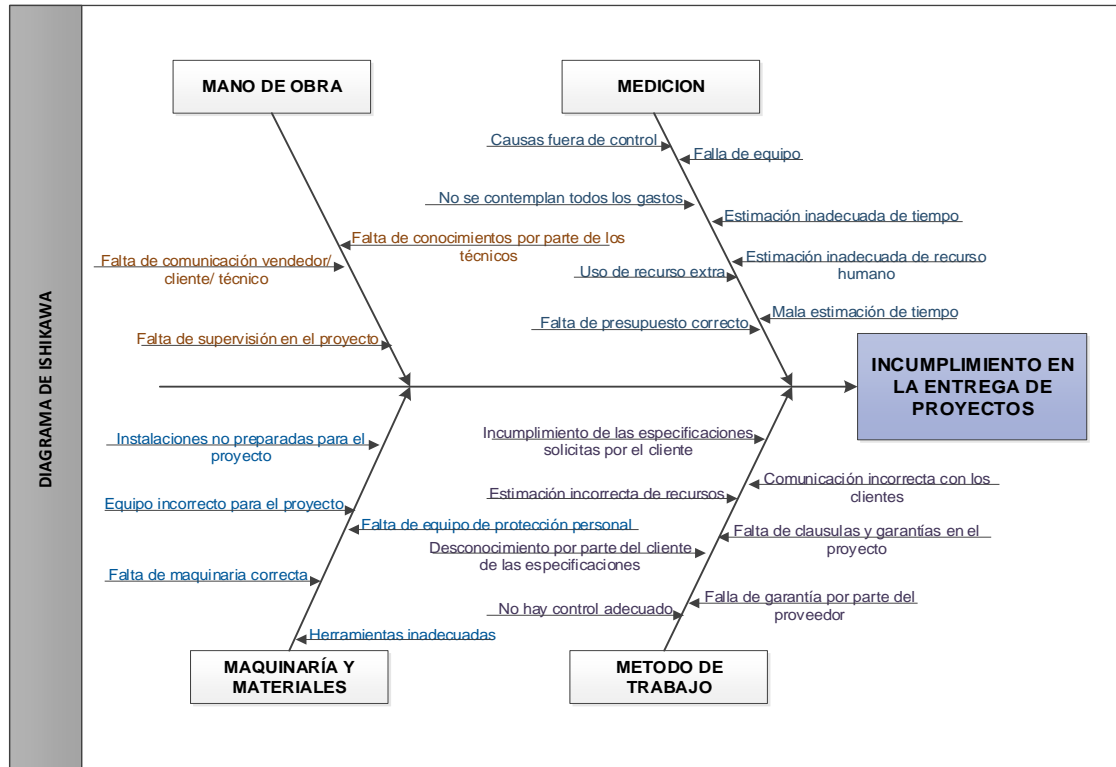 DIAGRAMA DE ISHIKAWA
MANO DE OBRA
MEDICION
Causas fuera de control
Falla de equipo
No se contemplan todos los gastos
Estimación inadecuada de tiempo
Falta de conocimientos por parte de los
técnicos
Falta de comunicación vendedor/
cliente/ técnico
Estimación inadecuada de recurso
humano
Uso de recurso extra
Mala estimación de tiempo
Falta de presupuesto correcto
Falta de supervisión en el proyecto
INCUMPLIMIENTO EN
LA ENTREGA DE
PROYECTOS
Instalaciones no preparadas para el
proyecto
Incumplimiento de las especificaciones
solicitas por el cliente
Comunicación incorrecta con los
clientes
Estimación incorrecta de recursos
Equipo incorrecto para el proyecto
Falta de equipo de protección personal
Falta de clausulas y garantías en el
proyecto
Desconocimiento por parte del cliente
de las especificaciones
Falta de maquinaria correcta
Falla de garantía por parte del
proveedor
No hay control adecuado
Herramientas inadecuadas
MAQUINARÍA Y
MATERIALES
METODO DE
TRABAJO